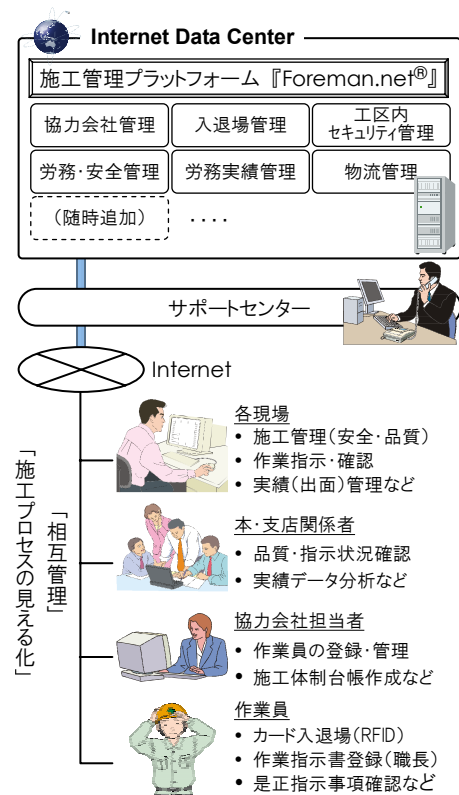 Internet Data Center
施工管理プラットフォーム『Foreman.net®』
協力会社管理
入退場管理
工区内
セキュリティ管理
労務・安全管理
労務実績管理
物流管理
（随時追加）
・・・・
サポートセンター
Internet
「相互管理」
「施工プロセスの見える化」
各現場
• 施工管理（安全・品質）
• 作業指示・確認
• 実績（出面）管理など
本・支店関係者
• 品質・指示状況確認
• 実績データ分析など
協力会社担当者
• 作業員の登録・管理
• 施工体制台帳作成など
作業員
• カード入退場（RFID）
• 作業指示書登録（職長）
• 是正指示事項確認など